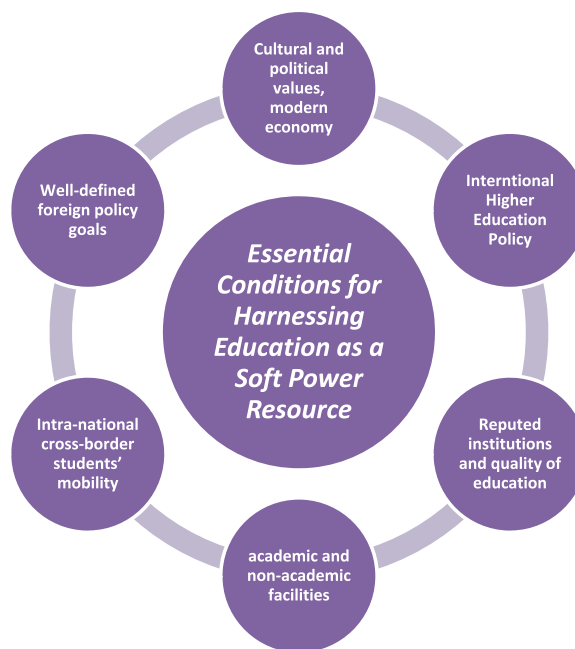 Cultural and
political
values,
modern
economy
Interntional
Higher
Education
Policy
Reputed
institutions
and quality of
education
academic and
non-academic
facilities
Intra-national
cross-border
students’
mobility
Well-defined
foreign policy
goals
Essential
Conditions for
Harnessing
Education as a
Soft Power
Resource